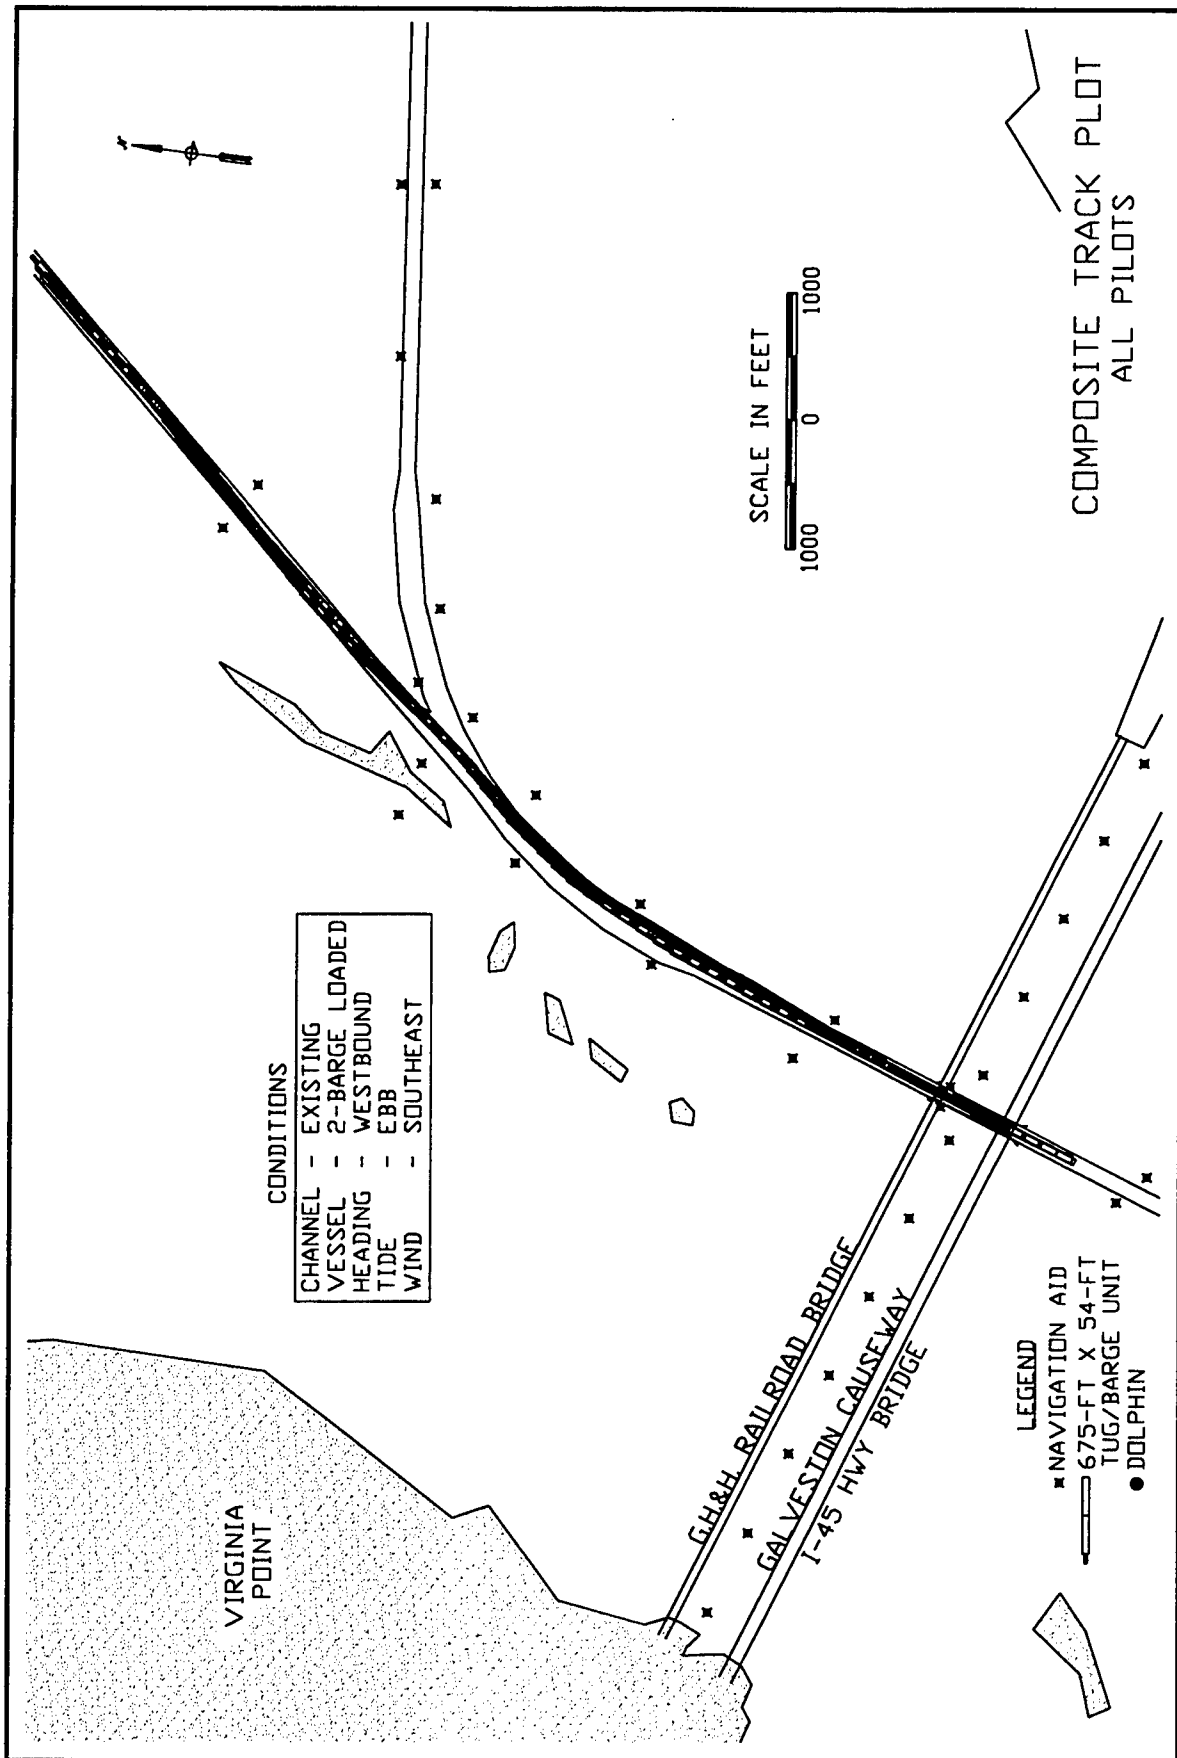 CONDITIONS
CHANNEL - EXISTING
VESSEL - 2-BARGE LOADED
HEADING - WESTBOUND
TIDE - EBB
WIND - SOUTHEAST
N
VIRGINIA
POINT
G.H.&H. RAILROAD BRIDGE
GALVESTON CAUSEWAY
I-45 HWY BRIDGE
SCALE IN FEET
1000 0 1000
LEGEND
NAVIGATION AID
675-FT X 54-FT
TUG/BARGE UNIT
DOLPHIN
COMPOSITE TRACK PLOT
ALL PILOTS